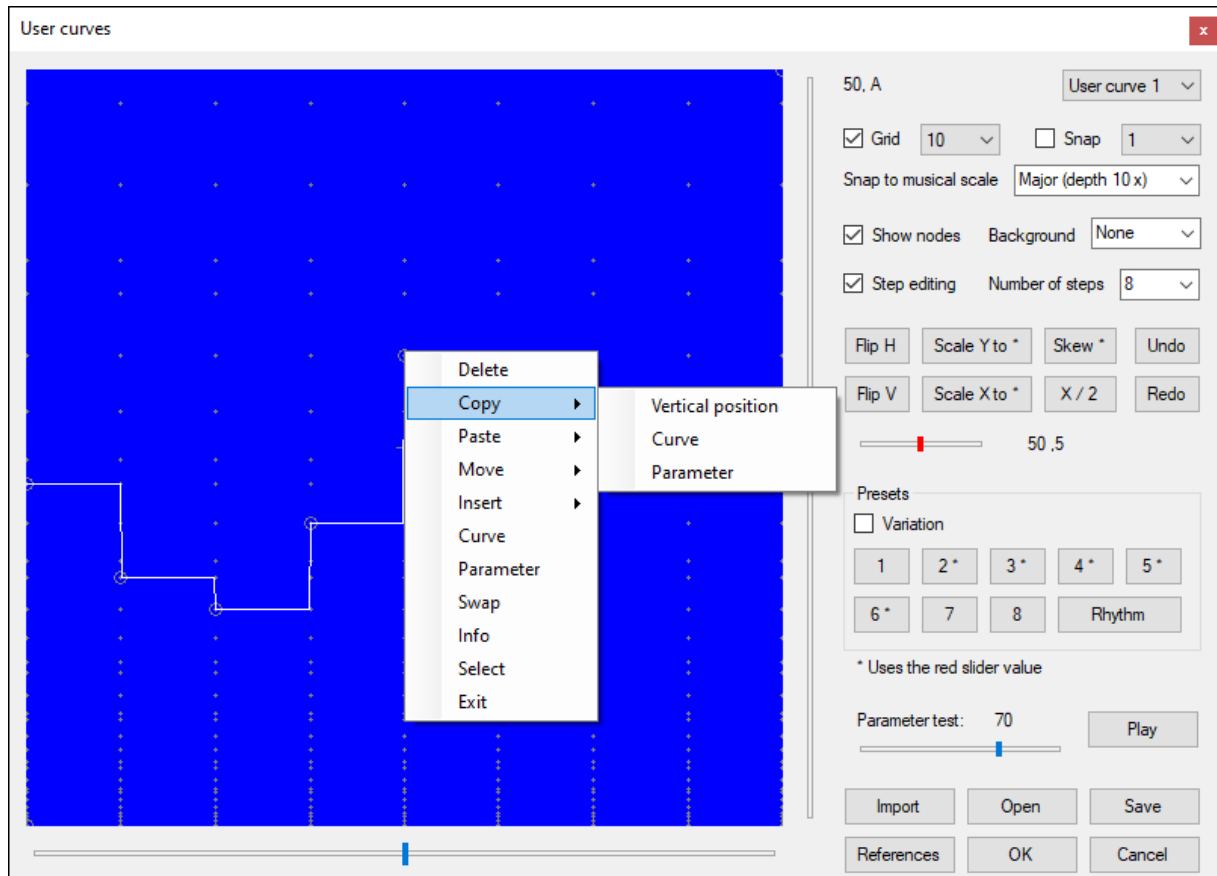 User curves
x
50, A User curve 1
Grid 10 Snap 1
Snap to musical scale Major (depth 10 x)
Show nodes Background None
Step editing Number of steps 8
Flip H Scale Y to * Skew * Undo
Flip V Scale X to * X / 2 Redo
50 ,5
Delete
Copy
Paste
Move
Insert
Curve
Parameter
Swap
Info
Select
Exit
Vertical position
Curve
Parameter
Presets
Variation
1 2 * 3 * 4 * 5 *
6 * 7 8 Rhythm
* Uses the red slider value
Parameter test: 70 Play
Import Open Save
References OK Cancel